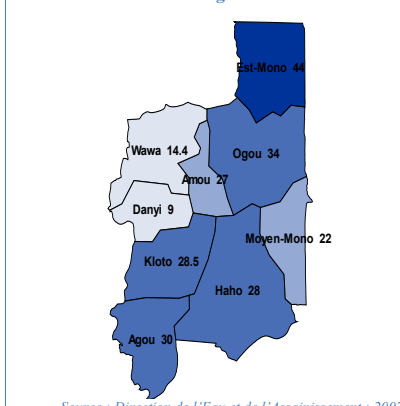 Est-Mono 44
Wawa 14.4
Ogou 34
Amou 27
Danyi 9
Moyen-Mono 22
Kloto 28.5
Haho 28
Agou 30
Source : Direction de l'Eau et de l'Assainissement ; 2007